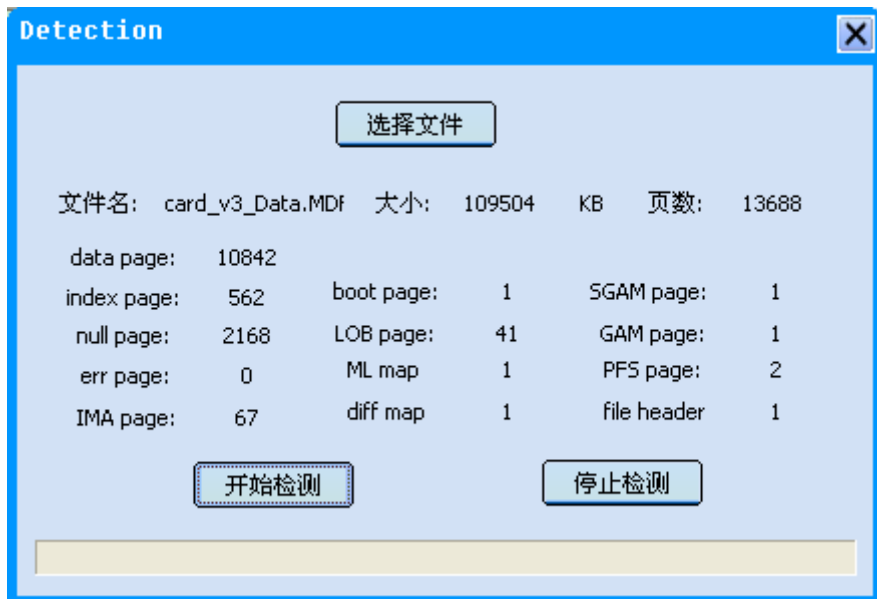 Detection
选择文件
文件名: card_v3_Data.MDF 大小: 109504 KB 页数: 13688
data page: 10842
index page: 562 boot page: 1 SGAM page: 1
null page: 2168 LOB page: 41 GAM page: 1
err page: 0 ML map 1 PFS page: 2
IMA page: 67 diff map 1 file header 1
开始检测 停止检测